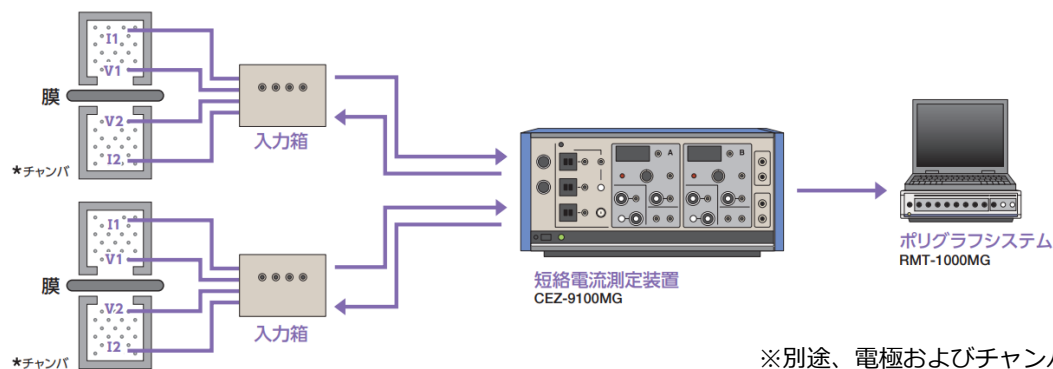 I1
V1
膜
V2
I2
*チャンバ
入力箱
I1
V1
膜
V2
I2
*チャンバ
入力箱
A
B
短絡電流測定装置
CEZ-9100MG
ポリグラフシステム
RMT-1000MG
※別途、電極およびチャンバ